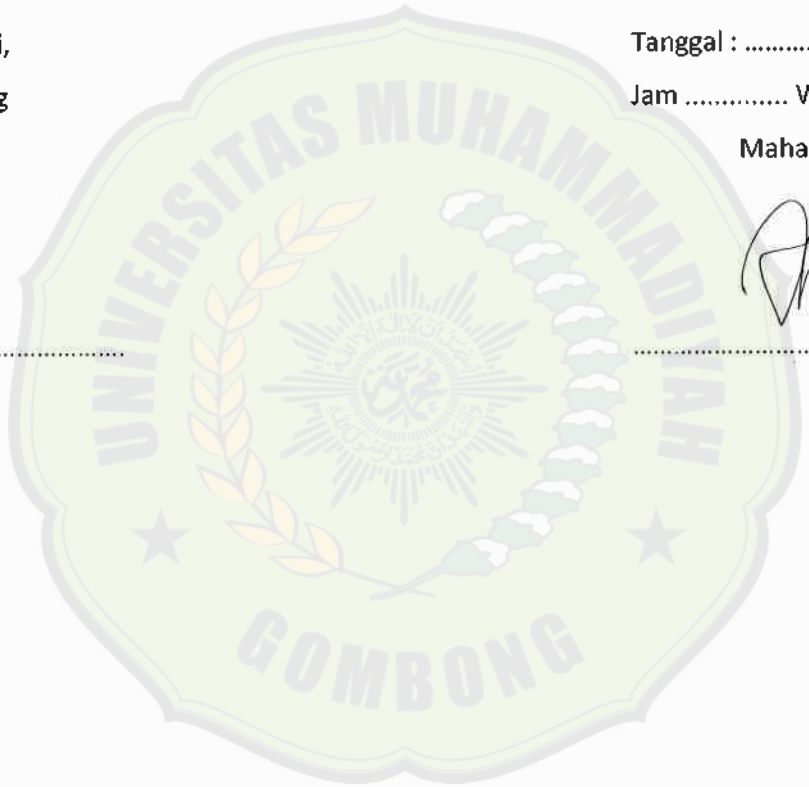 i,
Tanggal : ............
g
Jam .............. W
Maha
UNIVERSITAS MUHAMMADIYAH
GOMBONG